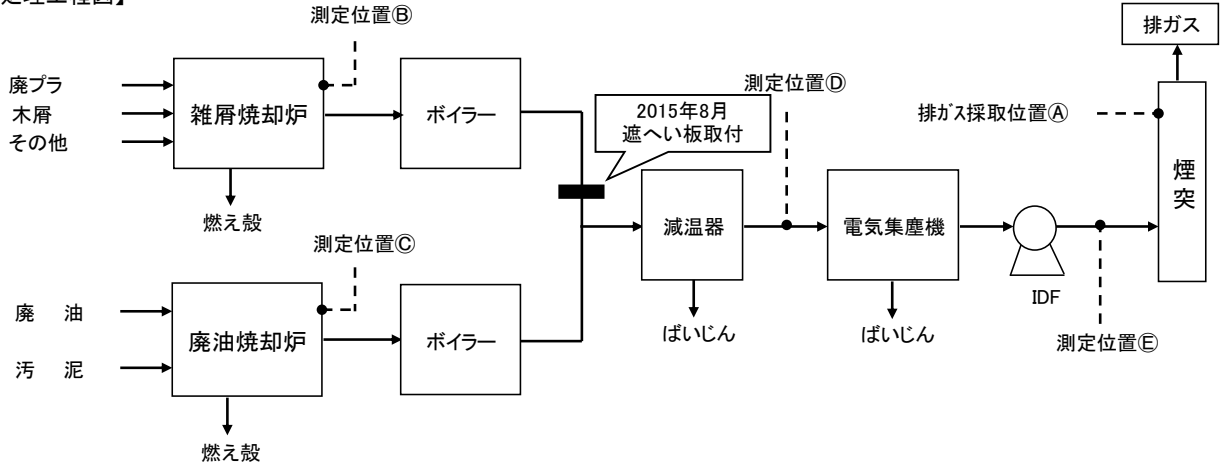 処理工程図】
測定位置Ⓑ
排ガス
廃プラ
木屑
その他
雑屑焼却炉
ボイラー
2015年8月
遮へい板取付
測定位置Ⓓ
排ガス採取位置Ⓐ
煙突
燃え殻
測定位置Ⓒ
減温器
電気集塵機
IDF
廃 油
汚 泥
廃油焼却炉
ボイラー
ばいじん
ばいじん
測定位置Ⓔ
燃え殻